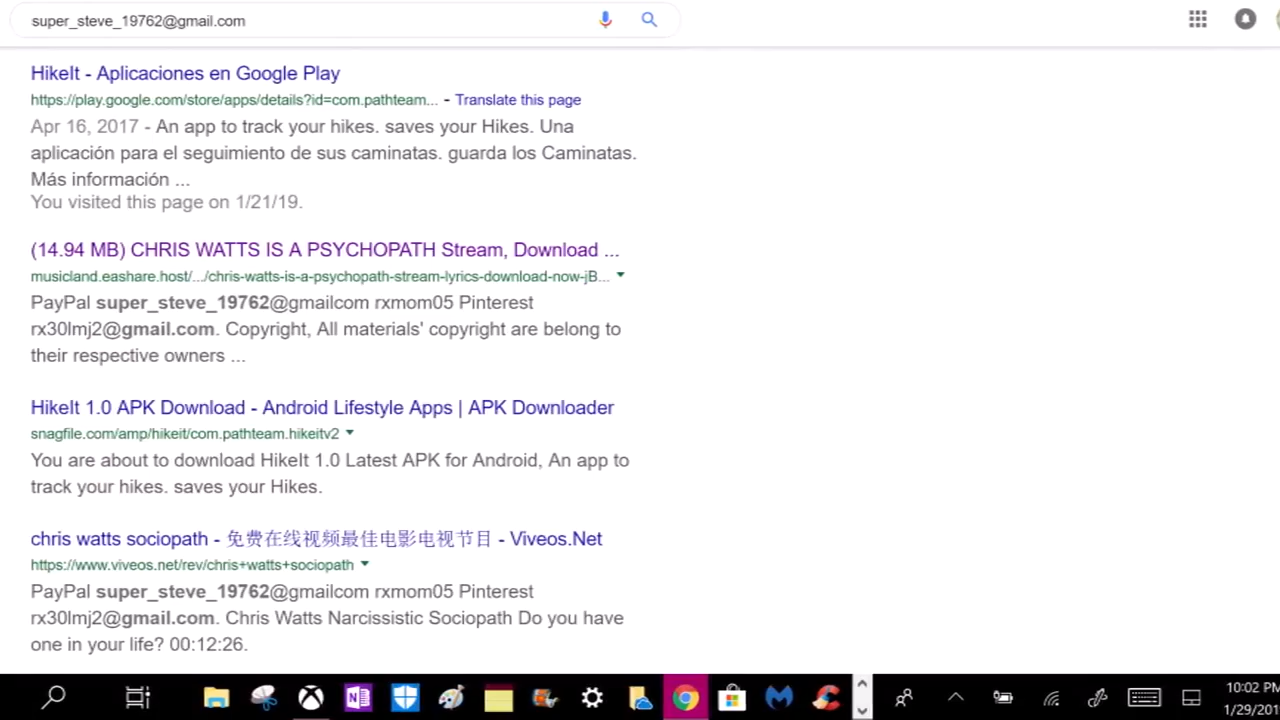 super_steve_19762@gmail.com
HikeIt - Aplicaciones en Google Play
https://play.google.com/store/apps/details?id=com.pathteam... - Translate this page
Apr 16, 2017 - An app to track your hikes. saves your Hikes. Una
aplicación para el seguimiento de sus caminatas. guarda los Caminatas.
Más información ...
You visited this page on 1/21/19.
(14.94 MB) CHRIS WATTS IS A PSYCHOPATH Stream, Download ...
musicland.eashare.host/.../chris-watts-is-a-psychopath-stream-lyrics-download-now-jB...
PayPal super_steve_19762@gmailcom rxmom05 Pinterest
rx30lmj2@gmail.com. Copyright, All materials' copyright are belong to
their respective owners ...
HikeIt 1.0 APK Download - Android Lifestyle Apps | APK Downloader
snagfile.com/amp/hikeit/com.pathteam.hikeitv2
You are about to download HikeIt 1.0 Latest APK for Android, An app to
track your hikes. saves your Hikes.
chris watts sociopath - 免费在线视频最佳电影电视节目 - Viveos.Net
https://www.viveos.net/rev/chris+watts+sociopath
PayPal super_steve_19762@gmailcom rxmom05 Pinterest
rx30lmj2@gmail.com. Chris Watts Narcissistic Sociopath Do you have
one in your life? 00:12:26.
10:02 PM
1/29/201